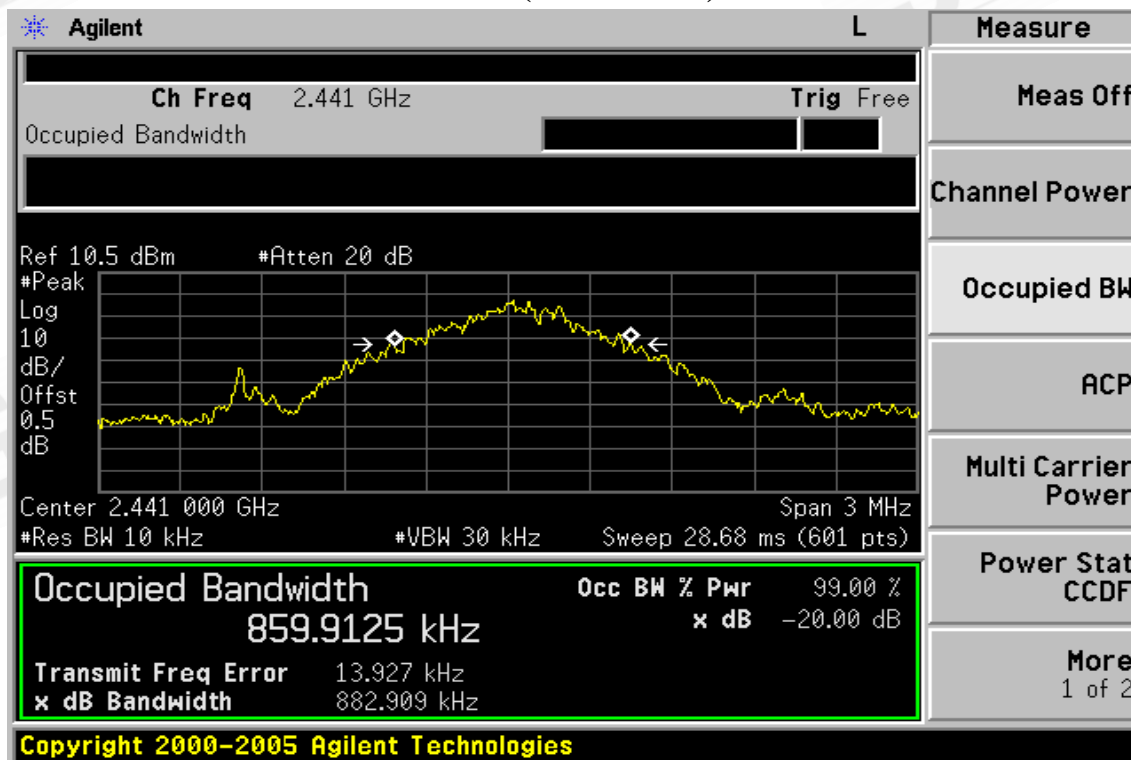 Agilent L Measure
Ch Freq 2.441 GHz Trig Free
Meas Off
Occupied Bandwidth
Channel Power
Ref 10.5 dBm #Atten 20 dB
#Peak
Log
10
dB/
Offst
0.5
dB
Occupied BW
ACP
Center 2.441 000 GHz Span 3 MHz
#Res BW 10 kHz #VBW 30 kHz Sweep 28.68 ms (601 pts)
Multi Carrier
Power
Occupied Bandwidth
859.9125 kHz
Occ BW % Pwr 99.00 %
x dB -20.00 dB
Transmit Freq Error 13.927 kHz
x dB Bandwidth 882.909 kHz
Power Stat
CCDF
More
1 of 2
Copyright 2000-2005 Agilent Technologies